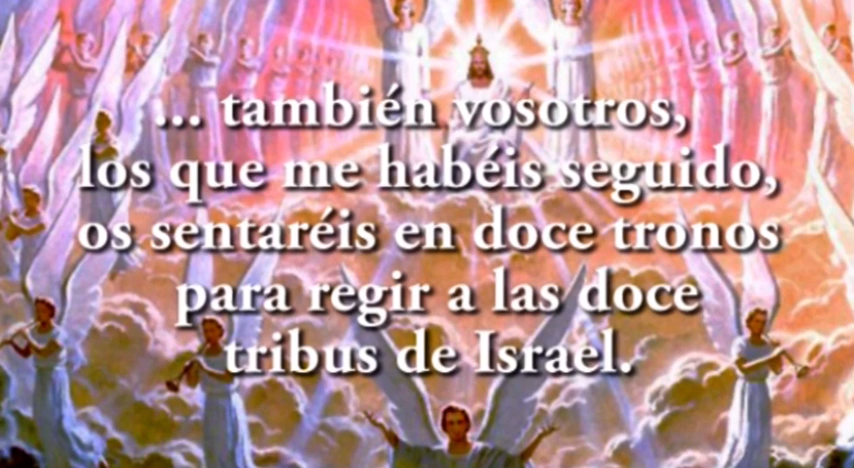 ... también vosotros,
los que me habéis seguido,
os sentaréis en doce tronos
para regir a las doce
tribus de Israel.